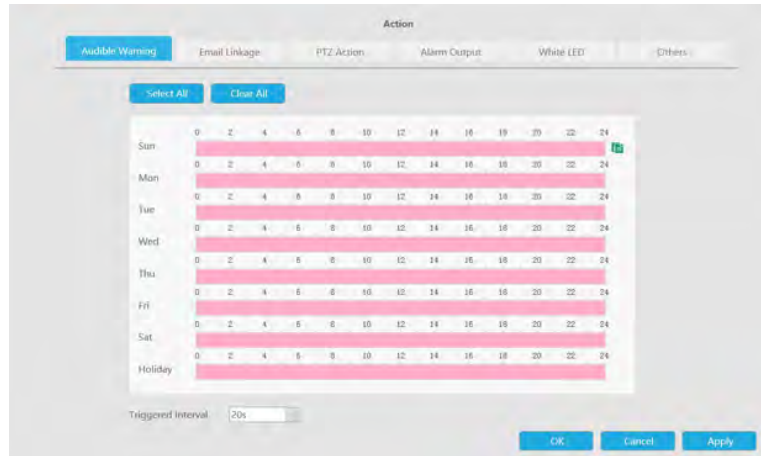 Action
Audible Warning Email Linkage PTZ Action Alarm Output White LED Others
Select All Clear All
0 2 4 6 8 10 12 14 16 18 20 22 24
Sun
0 2 4 6 8 10 12 14 16 18 20 22 24
Mon
0 2 4 6 8 10 12 14 16 18 20 22 24
Tue
0 2 4 6 8 10 12 14 16 18 20 22 24
Wed
0 2 4 6 8 10 12 14 16 18 20 22 24
Thu
0 2 4 6 8 10 12 14 16 18 20 22 24
Fri
0 2 4 6 8 10 12 14 16 18 20 22 24
Sat
0 2 4 6 8 10 12 14 16 18 20 22 24
Holiday
Triggered Interval 20s
OK Cancel Apply